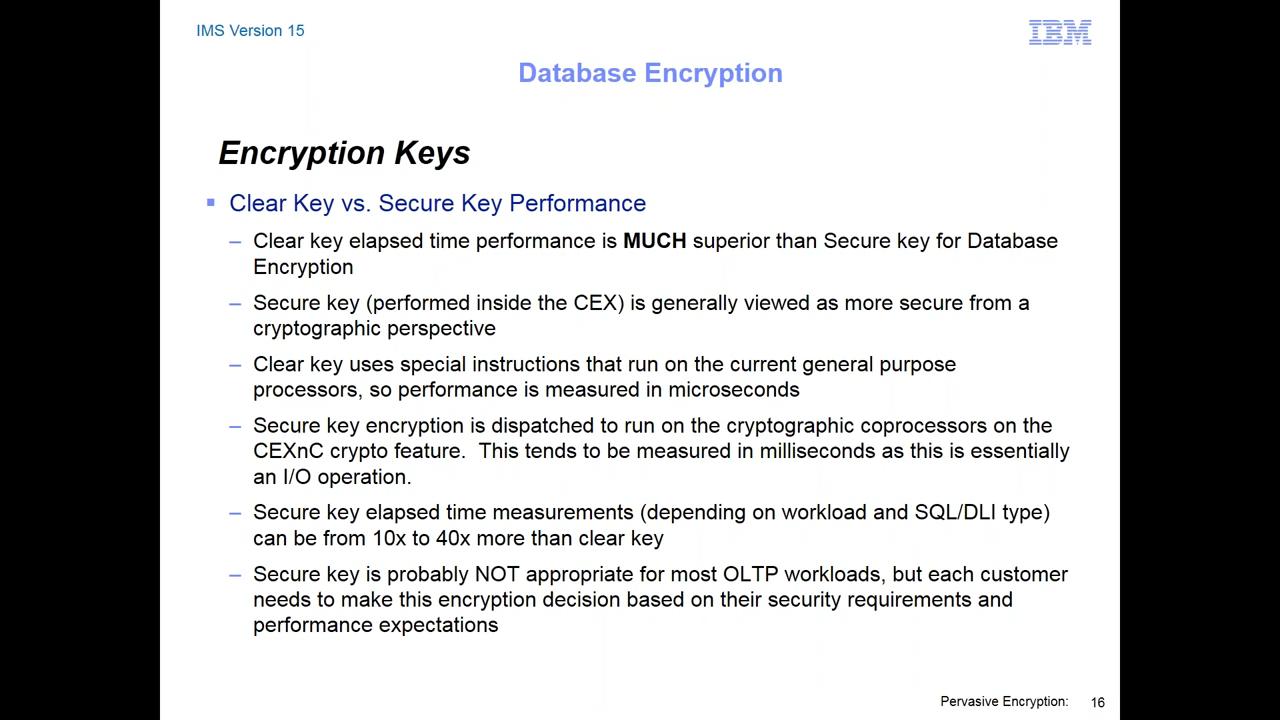 IMS Version 15
IBM
Database Encryption
Encryption Keys
▪ Clear Key vs. Secure Key Performance
– Clear key elapsed time performance is MUCH superior than Secure key for Database
Encryption
– Secure key (performed inside the CEX) is generally viewed as more secure from a
cryptographic perspective
– Clear key uses special instructions that run on the current general purpose
processors, so performance is measured in microseconds
– Secure key encryption is dispatched to run on the cryptographic coprocessors on the
CEXnC crypto feature.  This tends to be measured in milliseconds as this is essentially
an I/O operation.
– Secure key elapsed time measurements (depending on workload and SQL/DLI type)
can be from 10x to 40x more than clear key
– Secure key is probably NOT appropriate for most OLTP workloads, but each customer
needs to make this encryption decision based on their security requirements and
performance expectations
Pervasive Encryption: 16